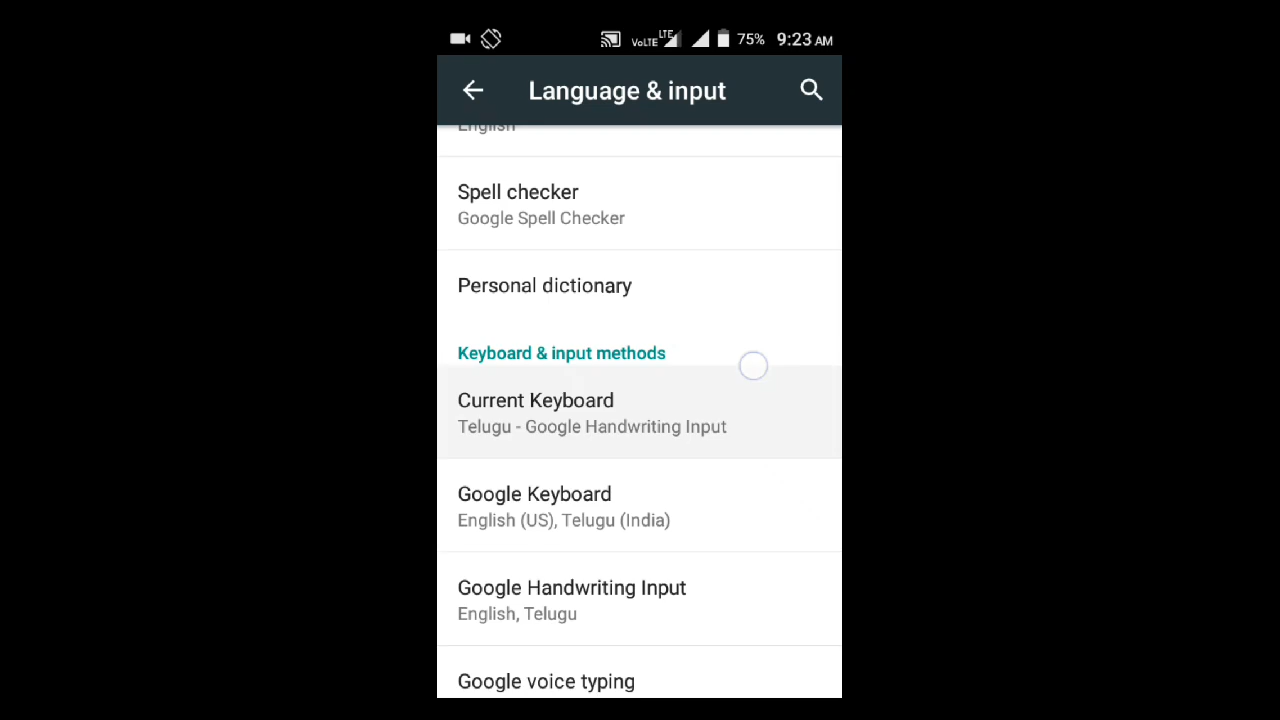 VoLTE LTE 75% 9:23 AM
Language & input
English
Spell checker
Google Spell Checker
Personal dictionary
Keyboard & input methods
Current Keyboard
Telugu - Google Handwriting Input
Google Keyboard
English (US), Telugu (India)
Google Handwriting Input
English, Telugu
Google voice typing